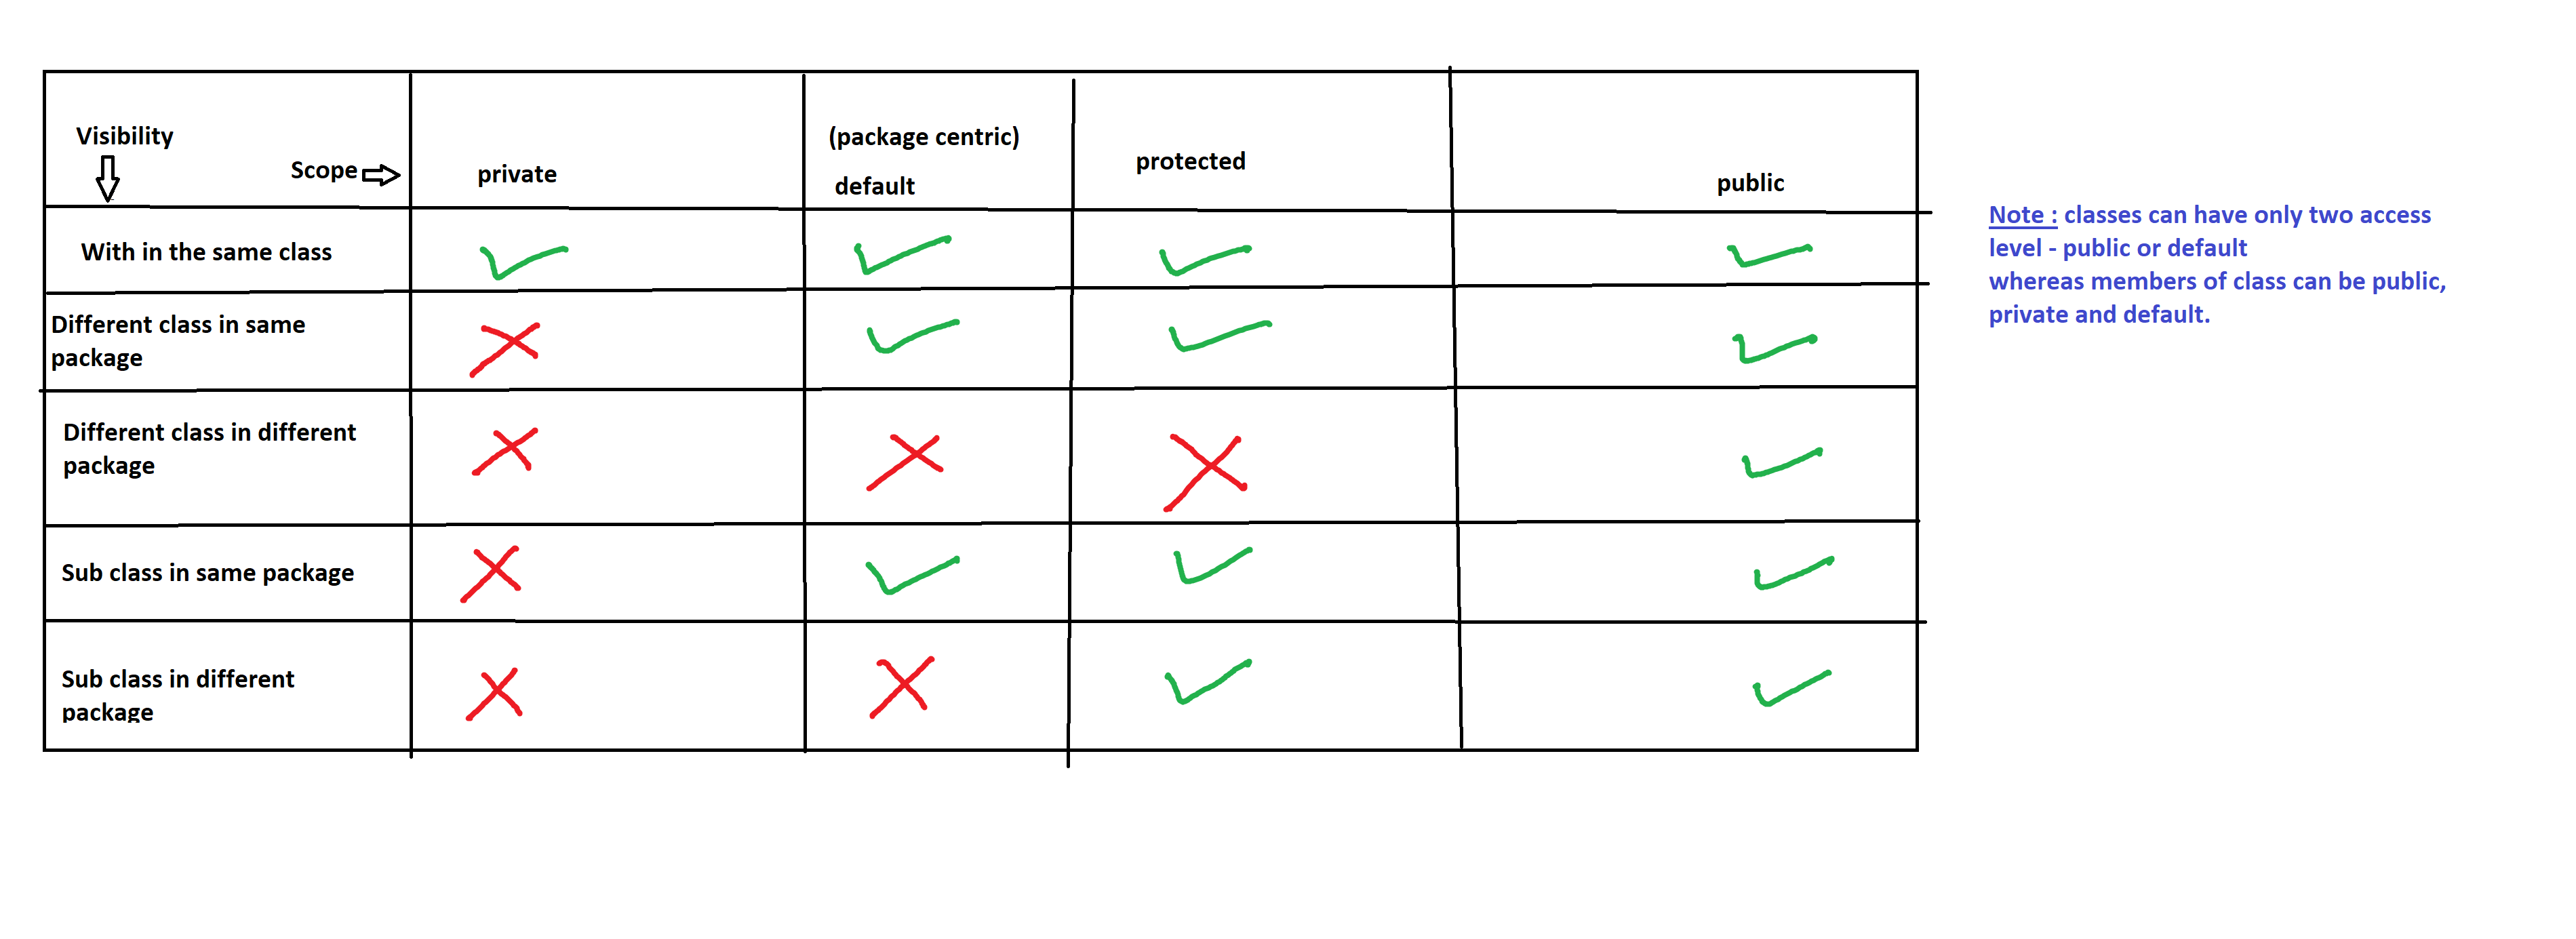 Visibility
Scope
private
(package centric)
default
protected
public
With in the same class
Different class in same
package
Different class in different
package
Sub class in same package
Sub class in different
package
Note : classes can have only two access
level - public or default
whereas members of class can be public,
private and default.